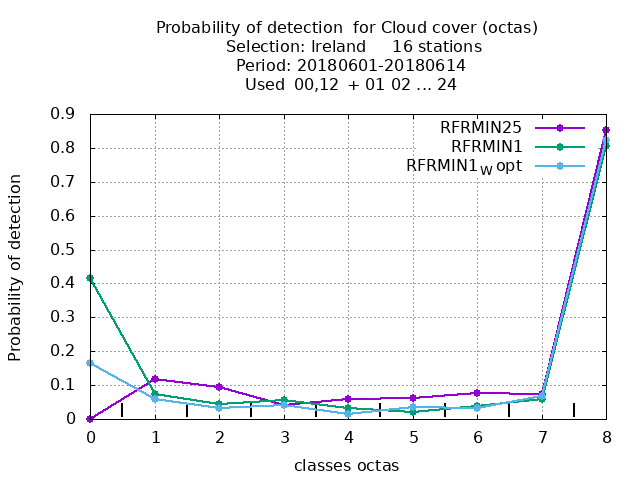 Probability of detection  for Cloud cover (octas)
Selection: Ireland     16 stations
Period: 20180601-20180614
Used  00,12  + 01 02 ... 24
RFRMIN25
RFRMIN1
RFRMIN1W opt
0.9
0.8
0.7
0.6
0.5
0.4
0.3
0.2
0.1
0
Probability of detection
0 1 2 3 4 5 6 7 8
classes octas